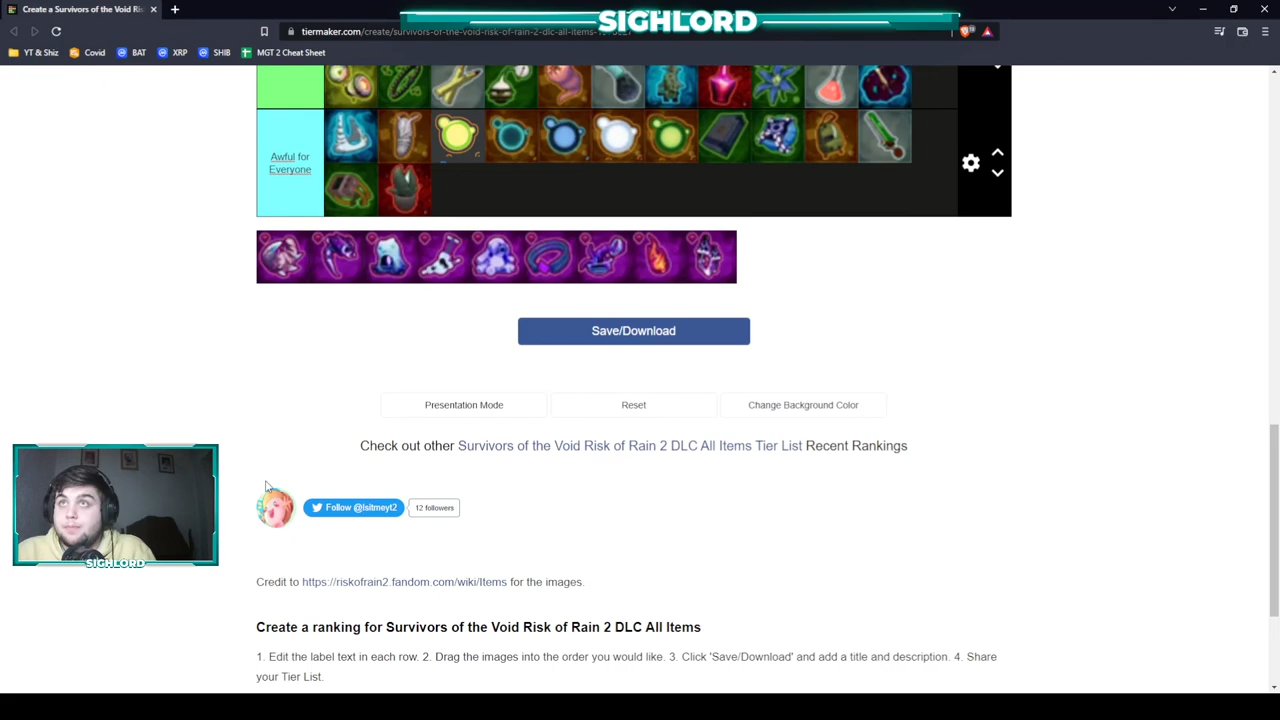 Create a Survivors of the Void Ris
SIGHLORD
tiermaker.com/create/survivors-of-the-void-risk-of-rain-2-dlc-all-items-
YT & Shiz
Covid
BAT
XRP
SHIB
MGT 2 Cheat Sheet
Awful for
Everyone
Save/Download
Presentation Mode
Reset
Change Background Color
Check out other Survivors of the Void Risk of Rain 2 DLC All Items Tier List Recent Rankings
Follow @Isitmeyt2
12 followers
SIGHLORD
Credit to https://riskofrain2.fandom.com/wiki/Items for the images.
Create a ranking for Survivors of the Void Risk of Rain 2 DLC All Items
1. Edit the label text in each row. 2. Drag the images into the order you would like. 3. Click 'Save/Download' and add a title and description. 4. Share
your Tier List.